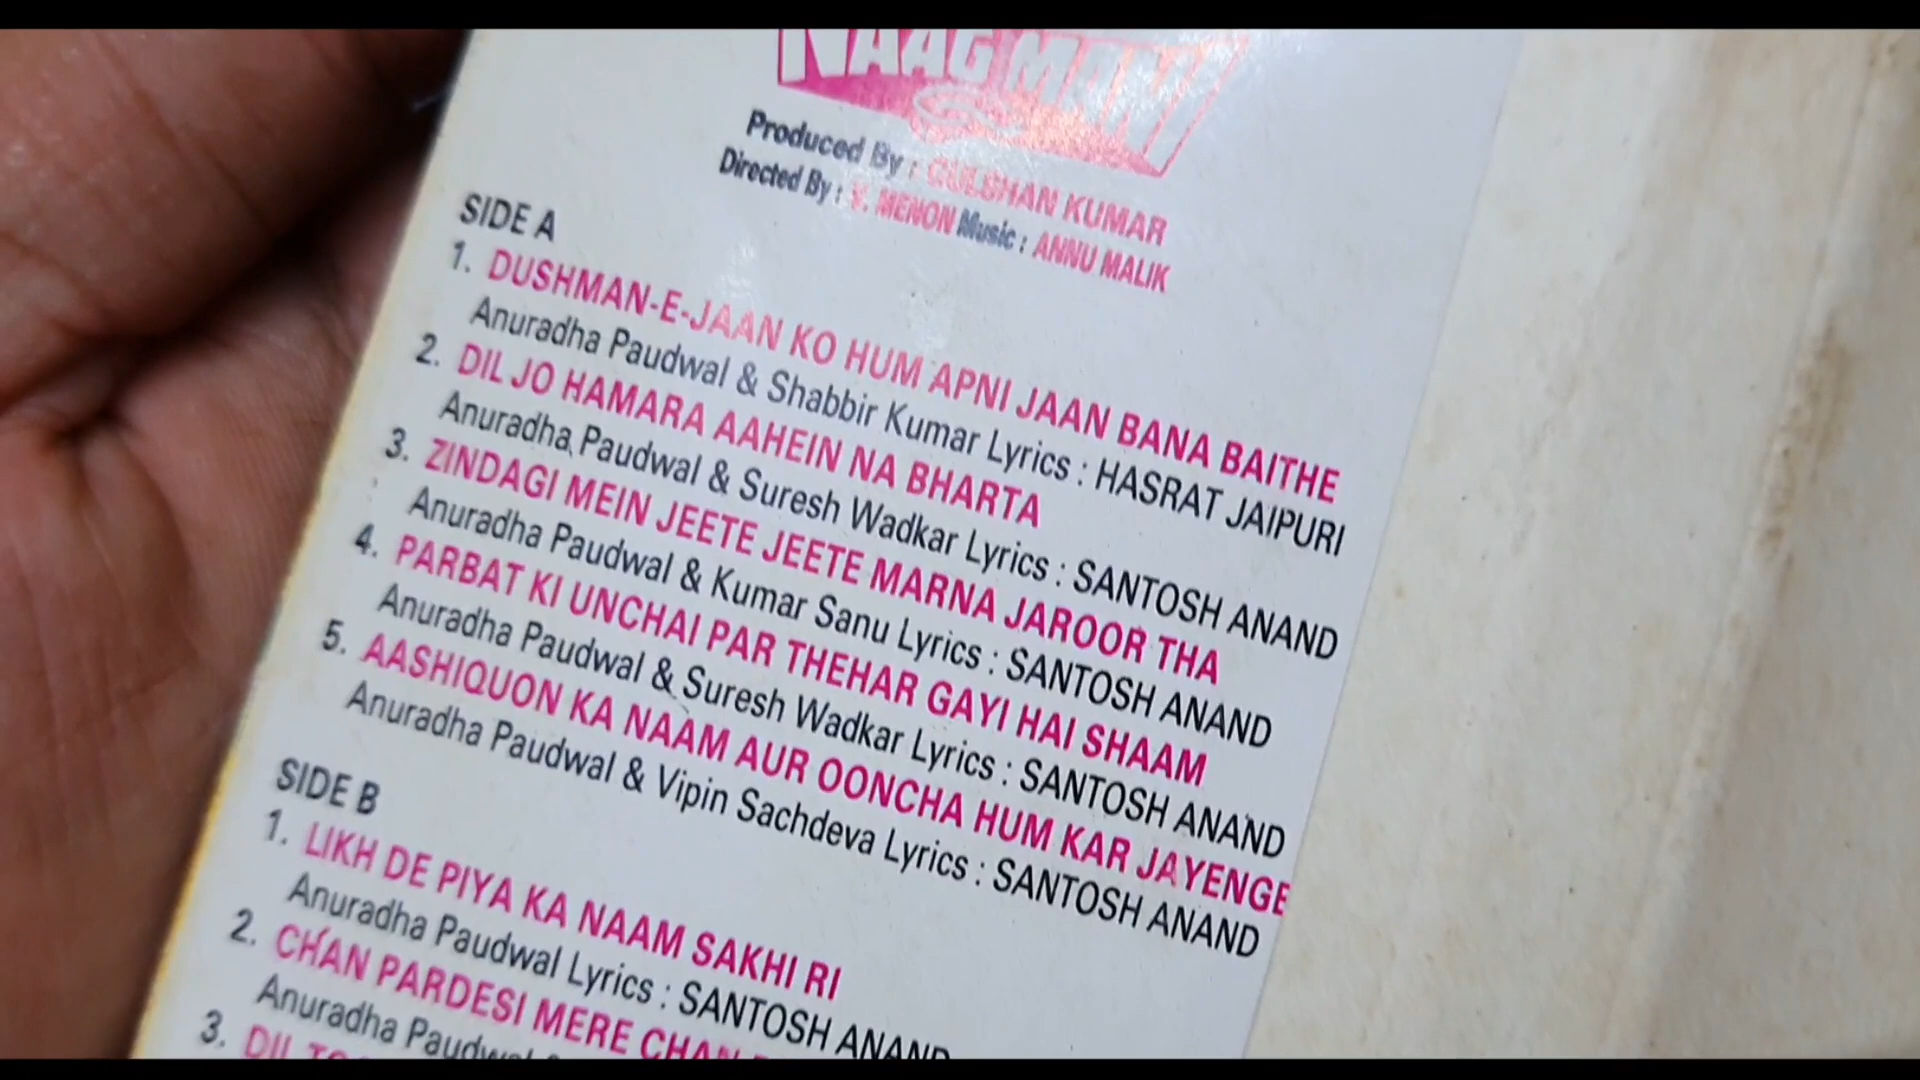 NAAG MANI
Produced By : GULSHAN KUMAR
Directed By : V. MENON Music : ANNU MALIK
SIDE A
1. DUSHMAN-E-JAAN KO HUM APNI JAAN BANA BAITHE
Anuradha Paudwal & Shabbir Kumar Lyrics : HASRAT JAIPURI
2. DIL JO HAMARA AAHEIN NA BHARTA
Anuradha Paudwal & Suresh Wadkar Lyrics : SANTOSH ANAND
3. ZINDAGI MEIN JEETE JEETE MARNA JAROOR THA
Anuradha Paudwal & Kumar Sanu Lyrics : SANTOSH ANAND
4. PARBAT KI UNCHAI PAR THEHAR GAYI HAI SHAAM
Anuradha Paudwal & Suresh Wadkar Lyrics : SANTOSH ANAND
5. AASHIQUON KA NAAM AUR OONCHA HUM KAR JAYENGE
Anuradha Paudwal & Vipin Sachdeva Lyrics : SANTOSH ANAND
SIDE B
1. LIKH DE PIYA KA NAAM SAKHI RI
Anuradha Paudwal Lyrics : SANTOSH ANAND
2. CHAN PARDESI MERE CHAN
Anuradha Paudwal
3. DIL